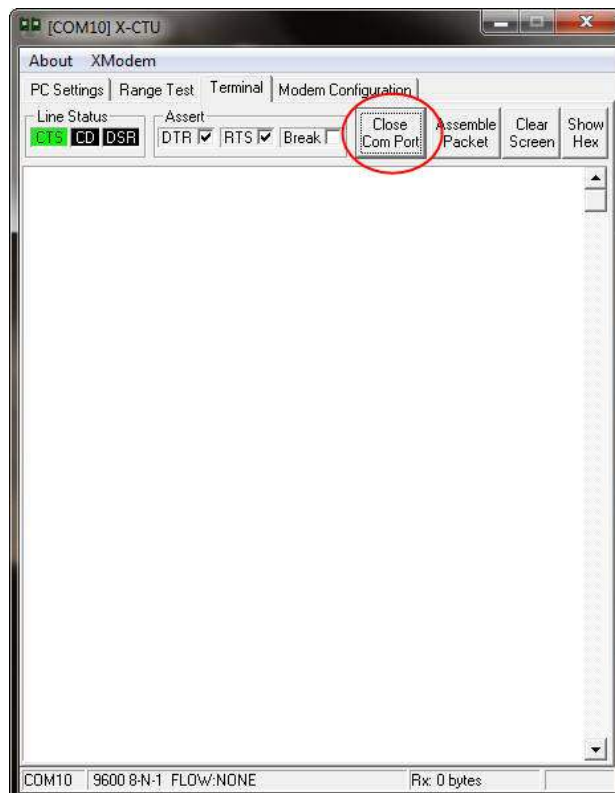 [COM10] X-CTU
About XModem
PC Settings Range Test Terminal Modem Configuration
Line Status Assert
CTS CD DSR DTR RTS Break
Close Com Port
Assemble Packet
Clear Screen
Show Hex
COM10 9600 8-N-1 FLOW:NONE Rx: 0 bytes